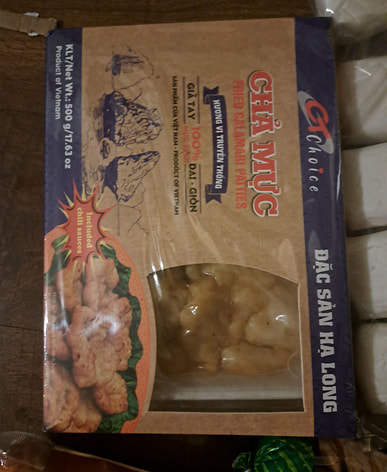 GT
Choice
ĐẶC SẢN HẠ LONG
CHẢ MỰC
FRIED CALAMARI PATTIES
HƯƠNG VỊ TRUYỀN THỐNG
GIÃ TAY 100% DAI - GIÒN
SẢN PHẨM CỦA VIỆT NAM - PRODUCT OF VIETNAM
KLT/Net Wt.: 500 g/17.63 oz
Product of Vietnam
Included
chili sauces